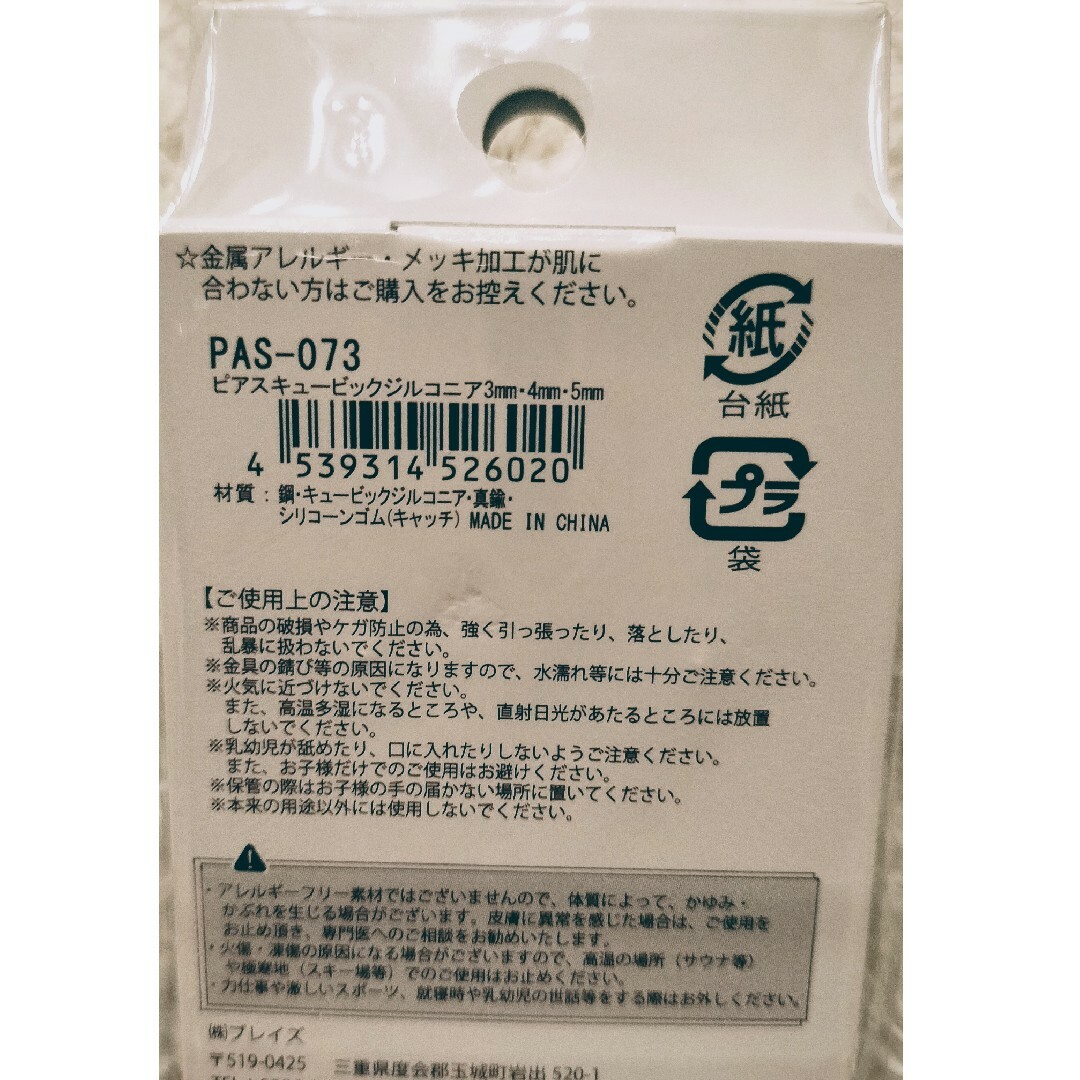 ☆金属アレルギー・メッキ加工が肌に
合わない方はご購入をお控えください。
PAS-073
ピアスキュービックジルコニア3mm・4mm・5mm
4 539314 526020
材質：鋼・キュービックジルコニア・真鍮・
シリコーンゴム(キャッチ) MADE IN CHINA
紙
台紙
プラ
袋
【ご使用上の注意】
※商品の破損やケガ防止の為、強く引っ張ったり、落としたり、
乱暴に扱わないでください。
※金具の錆び等の原因になりますので、水濡れ等には十分ご注意ください。
※火気に近づけないでください。
また、高温多湿になるところや、直射日光があたるところには放置
しないでください。
※乳幼児が舐めたり、口に入れたりしないようご注意ください。
また、お子様だけでのご使用はお避けください。
※保管の際はお子様の手の届かない場所に置いてください。
※本来の用途以外には使用しないでください。
・アレルギーフリー素材ではございませんので、体質によって、かゆみ・
かぶれを生じる場合がございます。皮膚に異常を感じた場合は、ご使用を
お止め頂き、専門医へのご相談をお勧めいたします。
・火傷・凍傷の原因になる場合がございますので、高温の場所（サウナ等）
や極寒地（スキー場等）でのご使用はお止めください。
・力仕事や激しいスポーツ、就寝時や乳幼児の世話等をする際はお外しください。
㈱ブレイズ
〒519-0425 三重県度会郡玉城町岩出 520-1